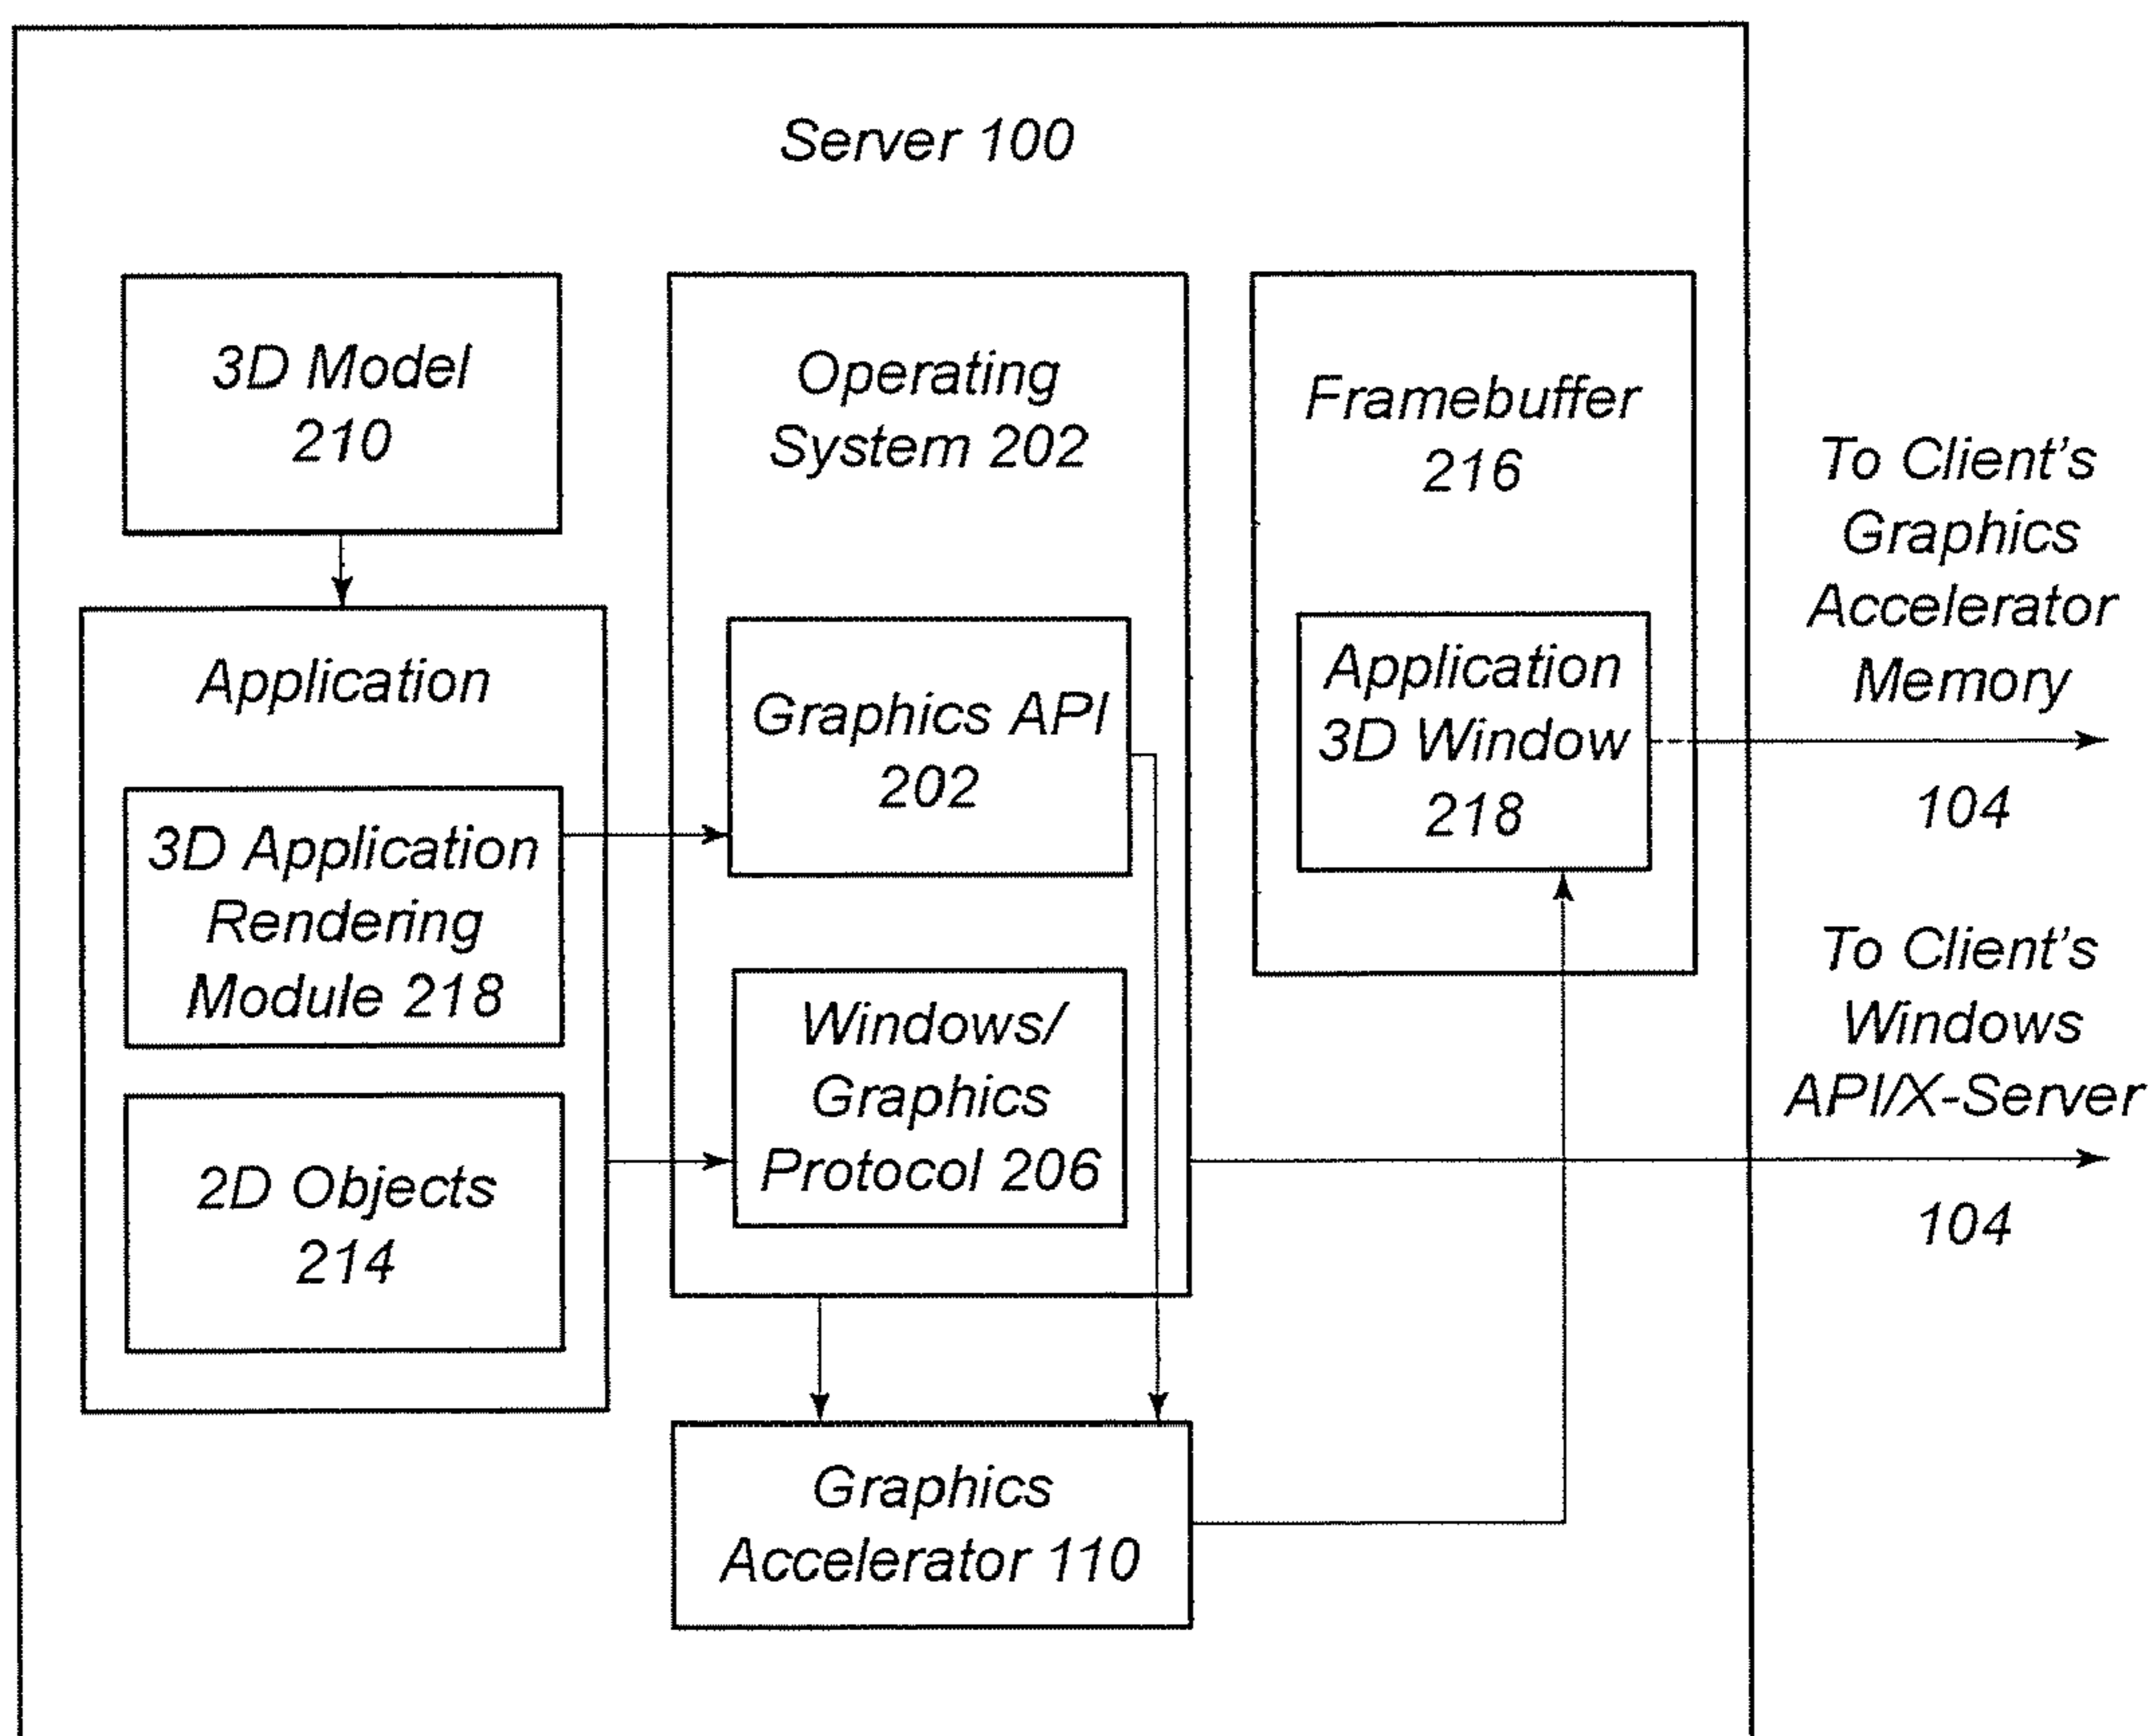 Server 100
3D Model
210
Application
3D Application
Rendering
Module 218
2D Objects
214
Operating
System 202
Graphics API
202
Windows/
Graphics
Protocol 206
Graphics
Accelerator 110
Framebuffer
216
Application
3D Window
218
To Client's
Graphics
Accelerator
Memory
104
To Client's
Windows
API/X-Server
104